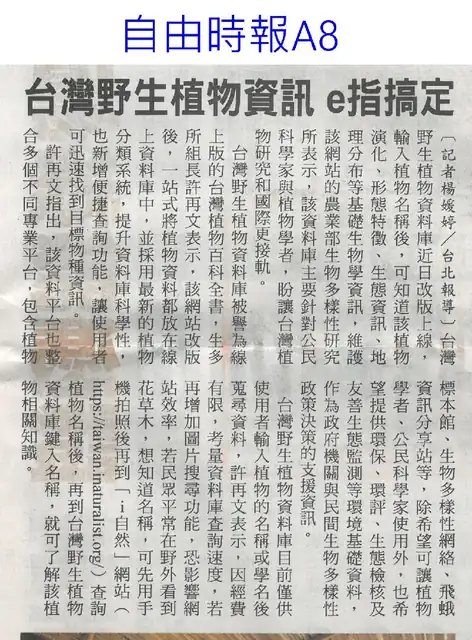 自由時報A8
台灣野生植物資訊 e指搞定
〔記者楊媛婷/台北報導〕台灣
野生植物資料庫近日改版上線,
輸入植物名稱後,可知道該植物
演化、形態特徵、生態資訊、地
理分布等基礎生物學資訊,維護
該網站的農業部生物多樣性研究
所表示,該資料庫主要針對公民
科學家與植物學者,盼讓台灣植
物研究和國際更接軌。
台灣野生植物資料庫被譽為線
上版的台灣植物百科全書,生多
所組長許再文表示,該網站改版
後,一站式將植物資料都放在線
上資料庫中,並採用最新的植物
分類系統,提升資料庫科學性,
也新增便捷查詢功能,讓使用者
可迅速找到目標物種資訊。
許再文指出,該資料平台也整
合多個不同專業平台,包含植物
標本館、生物多樣性網絡、飛蛾
資訊分享站等,除希望可讓植物
學者、公民科學家使用外,也希
望提供環保、環評、生態檢核及
友善生態監測等環境基礎資料,
作為政府機關與民間生物多樣性
政策決策的支援資訊。
台灣野生植物資料庫目前僅供
使用者輸入植物的名稱或學名後
蒐尋資料,許再文表示,因經費
有限,考量資料庫查詢速度,若
再增加圖片搜尋功能,恐影響網
站效率,若民眾平常在野外看到
花草木,想知道名稱,可先用手
機拍照後再到「i自然」網站(
https://taiwan.inaturalist.org/)查詢
植物名稱後,再到台灣野生植物
資料庫鍵入名稱,就可了解該植
物相關知識。